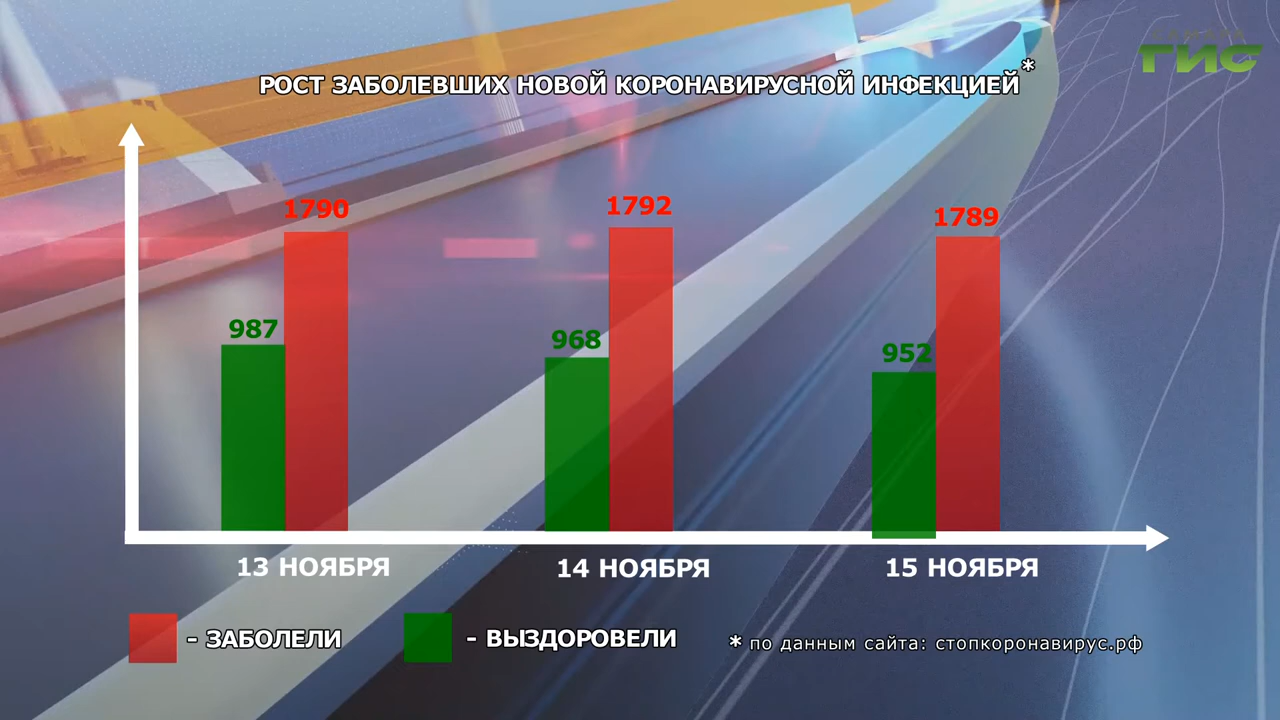 САМАРА
ГИС
РОСТ ЗАБОЛЕВШИХ НОВОЙ КОРОНАВИРУСНОЙ ИНФЕКЦИЕЙ*
1790
1792
1789
987
968
952
13 НОЯБРЯ
14 НОЯБРЯ
15 НОЯБРЯ
- ЗАБОЛЕЛИ
- ВЫЗДОРОВЕЛИ
* по данным сайта: стопкоронавирус.рф